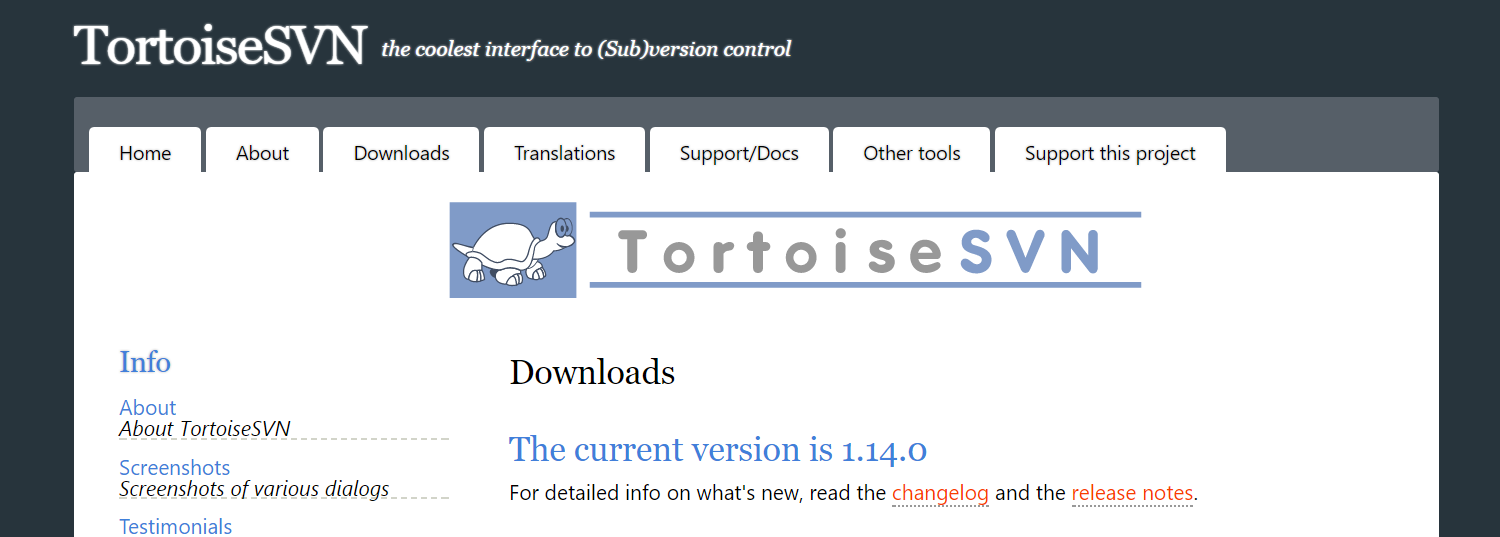 TortoiseSVN the coolest interface to (Sub)version control
Home About Downloads Translations Support/Docs Other tools Support this project
TortoiseSVN
Info
About
About TortoiseSVN
Screenshots
Screenshots of various dialogs
Testimonials
Downloads
The current version is 1.14.0
For detailed info on what's new, read the changelog and the release notes.